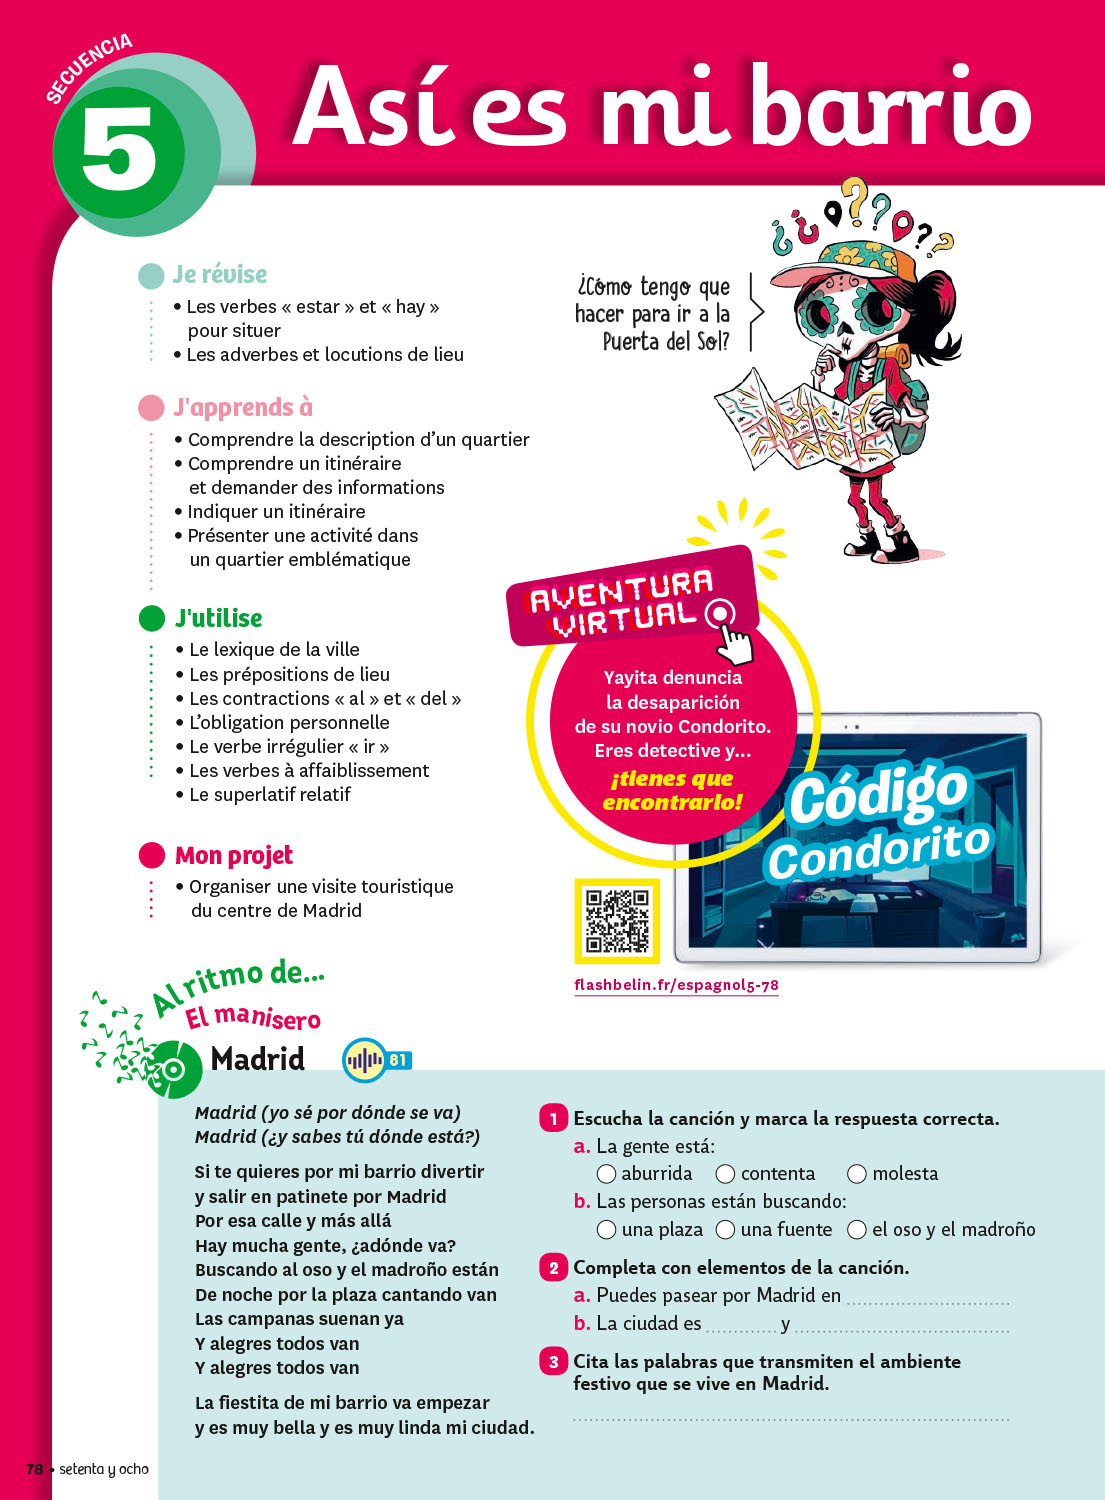 SECUENCIA
5
Así es mi barrio
Je révise
• Les verbes « estar » et « hay »
pour situer
• Les adverbes et locutions de lieu
J'apprends à
• Comprendre la description d'un quartier
• Comprendre un itinéraire
et demander des informations
• Indiquer un itinéraire
• Présenter une activité dans
un quartier emblématique
J'utilise
• Le lexique de la ville
• Les prépositions de lieu
• Les contractions « al » et « del »
• L'obligation personnelle
• Le verbe irrégulier « ir »
• Les verbes à affaiblissement
• Le superlatif relatif
Mon projet
• Organiser une visite touristique
du centre de Madrid
¿Cómo tengo que
hacer para ir a la
Puerta del Sol?
AVENTURA
VIRTUAL
Yayita denuncia
la desaparición
de su novio Condorito.
Eres detective y...
¡tienes que
encontrarlo!
Código
Condorito
flashbelin.fr/espagnol5-78
Al ritmo de...
El manisero
Madrid
81
Madrid (yo sé por dónde se va)
Madrid (¿y sabes tú dónde está?)
Si te quieres por mi barrio divertir
y salir en patinete por Madrid
Por esa calle y más allá
Hay mucha gente, ¿adónde va?
Buscando al oso y el madroño están
De noche por la plaza cantando van
Las campanas suenan ya
Y alegres todos van
Y alegres todos van
La fiestita de mi barrio va empezar
y es muy bella y es muy linda mi ciudad.
1 Escucha la canción y marca la respuesta correcta.
a. La gente está:
aburrida contenta molesta
b. Las personas están buscando:
una plaza una fuente el oso y el madroño
2 Completa con elementos de la canción.
a. Puedes pasear por Madrid en
b. La ciudad es y
3 Cita las palabras que transmiten el ambiente
festivo que se vive en Madrid.
78 • setenta y ocho